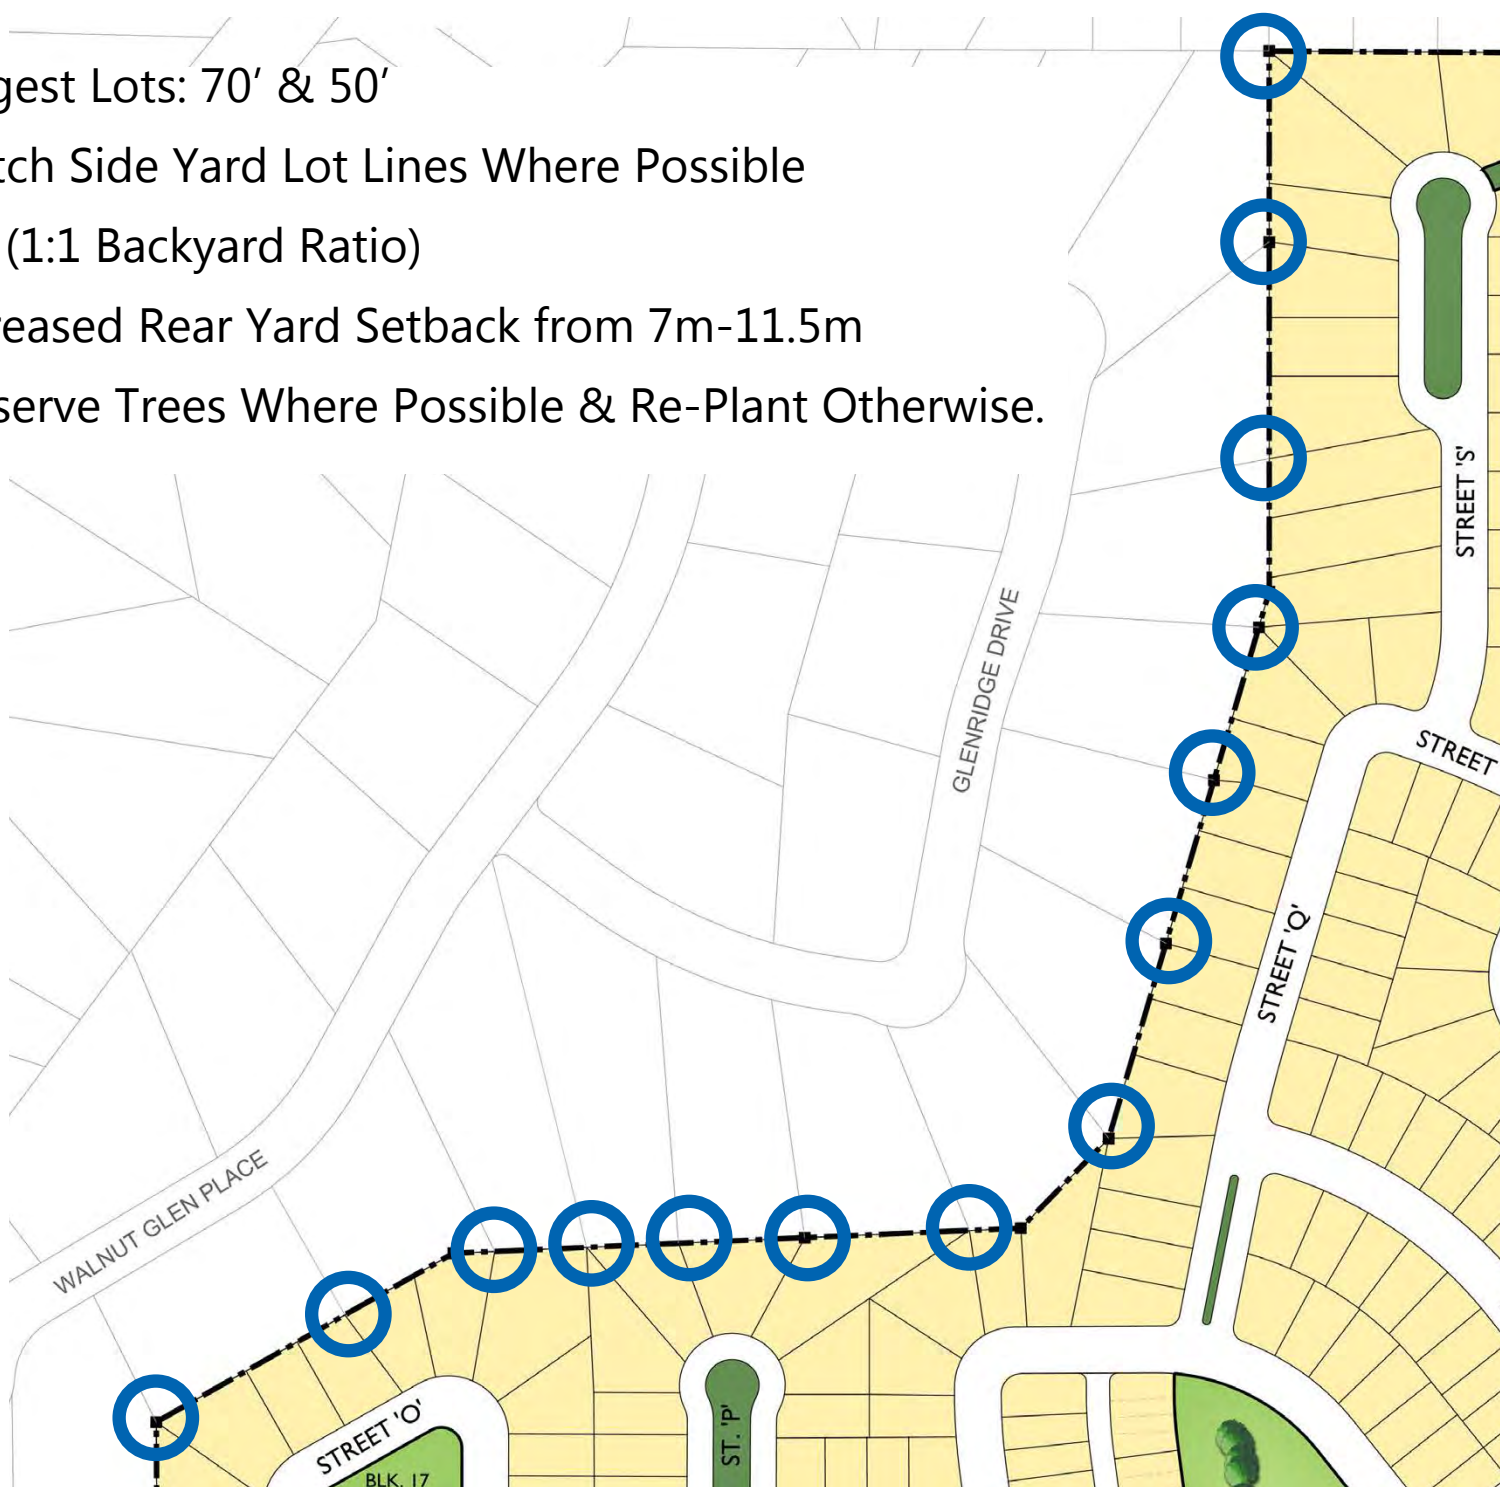 gest Lots: 70’ & 50’
tch Side Yard Lot Lines Where Possible
(1:1 Backyard Ratio)
reased Rear Yard Setback from 7m-11.5m
serve Trees Where Possible & Re-Plant Otherwise.
STREET 'S'
GLENRIDGE DRIVE
STREET
STREET 'Q'
WALNUT GLEN PLACE
STREET 'O'
ST. 'P'
BLK. 17